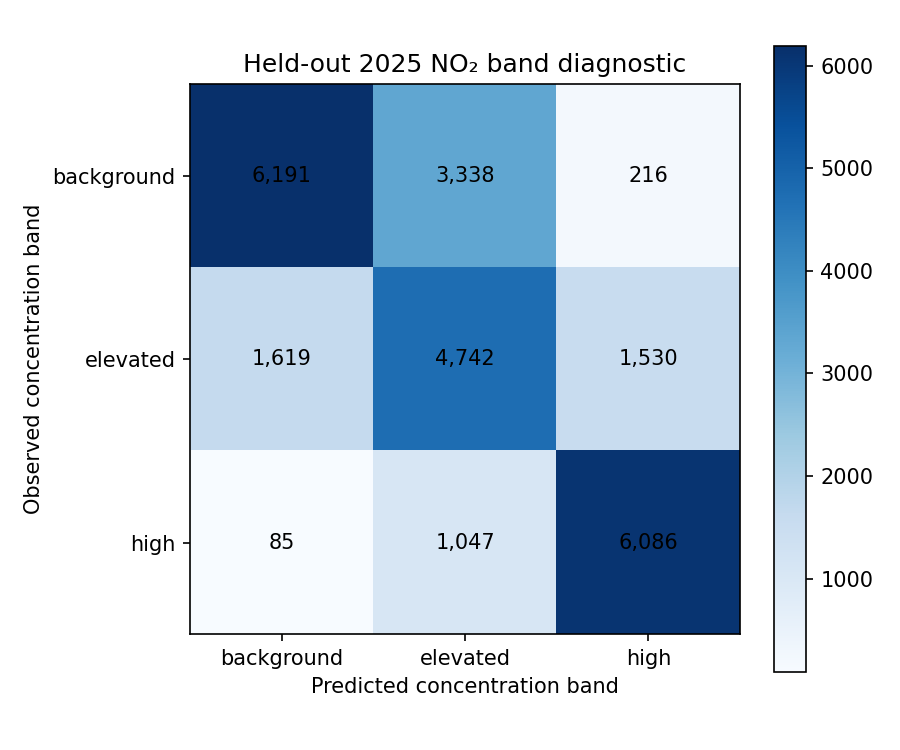 Held-out 2025 NO₂ band diagnostic
6000
5000
4000
3000
2000
1000
Observed concentration band
background
6,191
3,338
216
elevated
1,619
4,742
1,530
high
85
1,047
6,086
background
elevated
high
Predicted concentration band